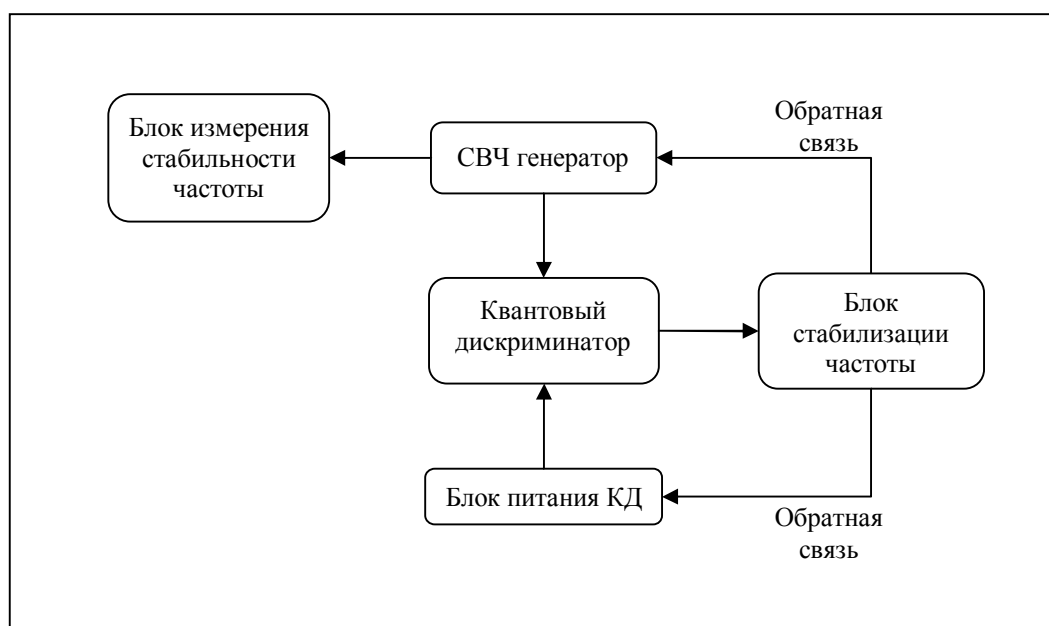 Блок измерения
стабильности
частоты
СВЧ генератор
Обратная
связь
Квантовый
дискриминатор
Блок
стабилизации
частоты
Блок питания КД
Обратная
связь